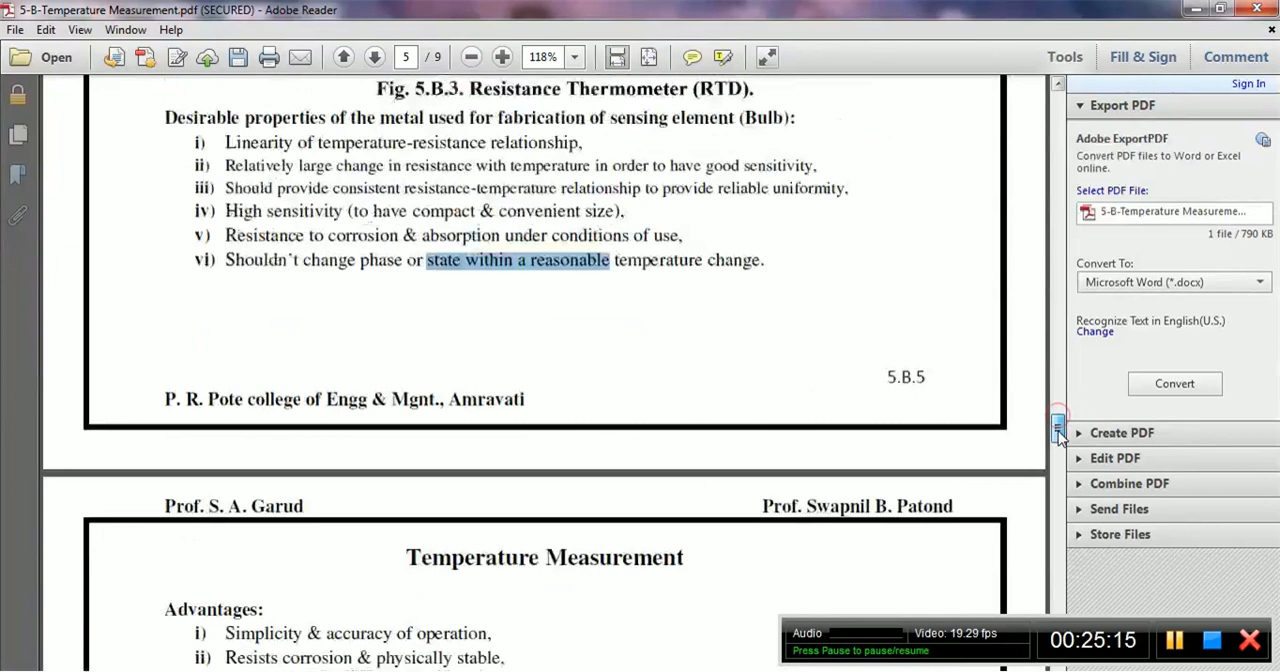 5-B-Temperature Measurement.pdf (SECURED) - Adobe Reader
File Edit View Window Help
Open 5 / 9 118% Tools Fill & Sign Comment
Sign In
Fig. 5.B.3. Resistance Thermometer (RTD).
Desirable properties of the metal used for fabrication of sensing element (Bulb):
i) Linearity of temperature-resistance relationship,
ii) Relatively large change in resistance with temperature in order to have good sensitivity,
iii) Should provide consistent resistance-temperature relationship to provide reliable uniformity,
iv) High sensitivity (to have compact & convenient size),
v) Resistance to corrosion & absorption under conditions of use,
vi) Shouldn't change phase or state within a reasonable temperature change.
5.B.5
P. R. Pote college of Engg & Mgnt., Amravati
Prof. S. A. Garud Prof. Swapnil B. Patond
Temperature Measurement
Advantages:
i) Simplicity & accuracy of operation,
ii) Resists corrosion & physically stable,
Export PDF
Adobe ExportPDF
Convert PDF files to Word or Excel
online.
Select PDF File:
5-B-Temperature Measureme...
1 file / 790 KB
Convert To:
Microsoft Word (*.docx)
Recognize Text in English(U.S.)
Change
Convert
Create PDF
Edit PDF
Combine PDF
Send Files
Store Files
Audio Video: 19.29 fps
Press Pause to pause/resume
00:25:15